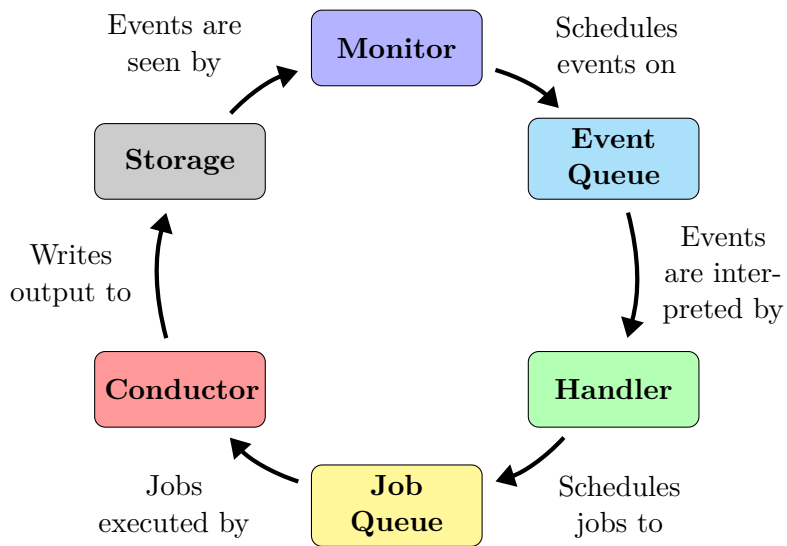 Events are
seen by
Monitor
Schedules
events on
Storage
Event
Queue
Writes
output to
Events
are inter-
preted by
Conductor
Handler
Jobs
executed by
Job
Queue
Schedules
jobs to